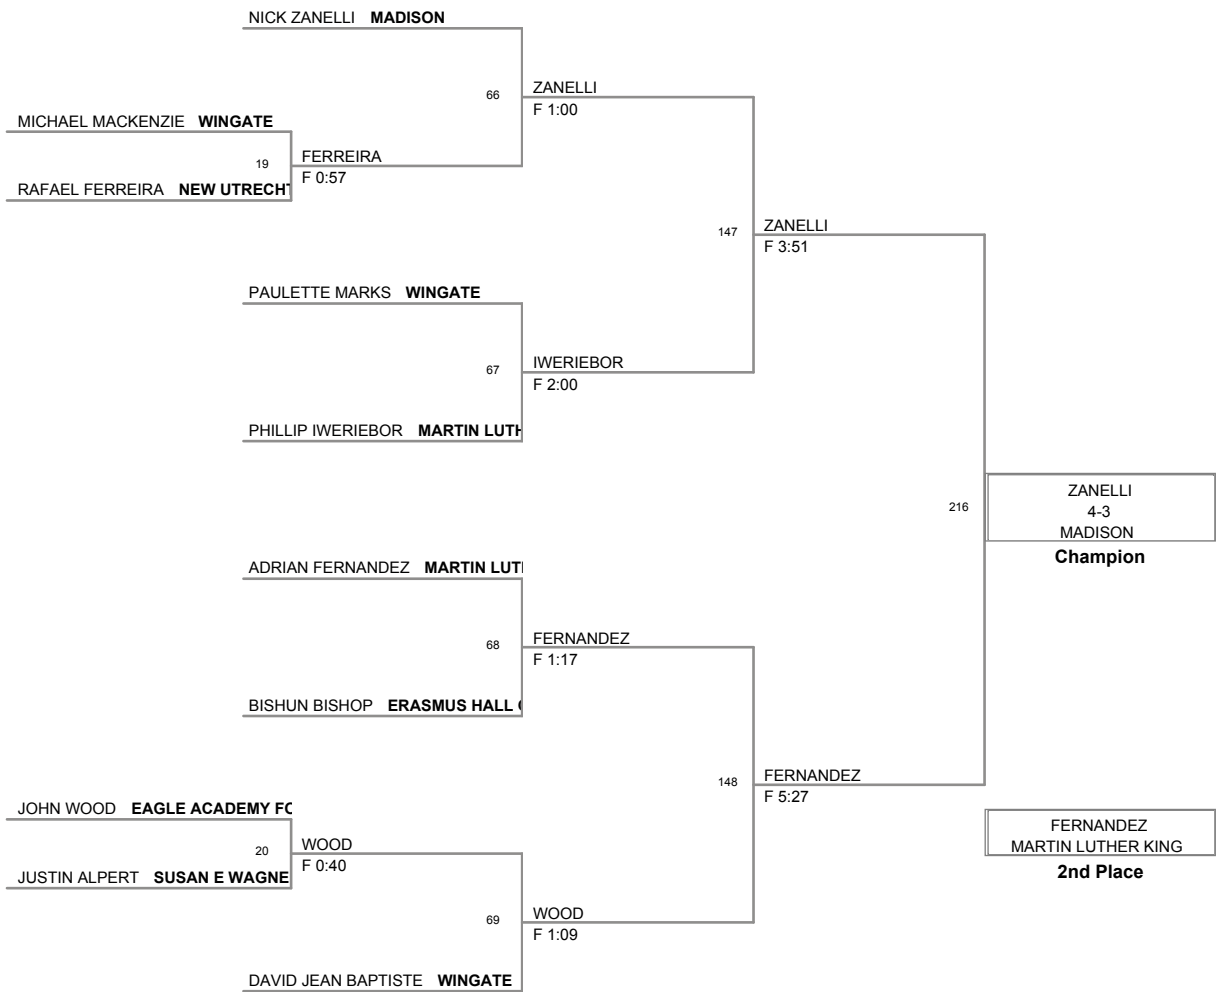 NICK ZANELLI MADISON
66
ZANELLI
F 1:00
MICHAEL MACKENZIE WINGATE
19
FERREIRA
F 0:57
RAFAEL FERREIRA NEW UTRECHT
147
ZANELLI
F 3:51
PAULETTE MARKS WINGATE
67
IWERIEBOR
F 2:00
PHILLIP IWERIEBOR MARTIN LUTH
216
ZANELLI
4-3
MADISON
Champion
ADRIAN FERNANDEZ MARTIN LUT
68
FERNANDEZ
F 1:17
BISHUN BISHOP ERASMUS HALL
148
FERNANDEZ
F 5:27
JOHN WOOD EAGLE ACADEMY FO
20
WOOD
F 0:40
JUSTIN ALPERT SUSAN E WAGNE
FERNANDEZ
MARTIN LUTHER KING
2nd Place
69
WOOD
F 1:09
DAVID JEAN BAPTISTE WINGATE